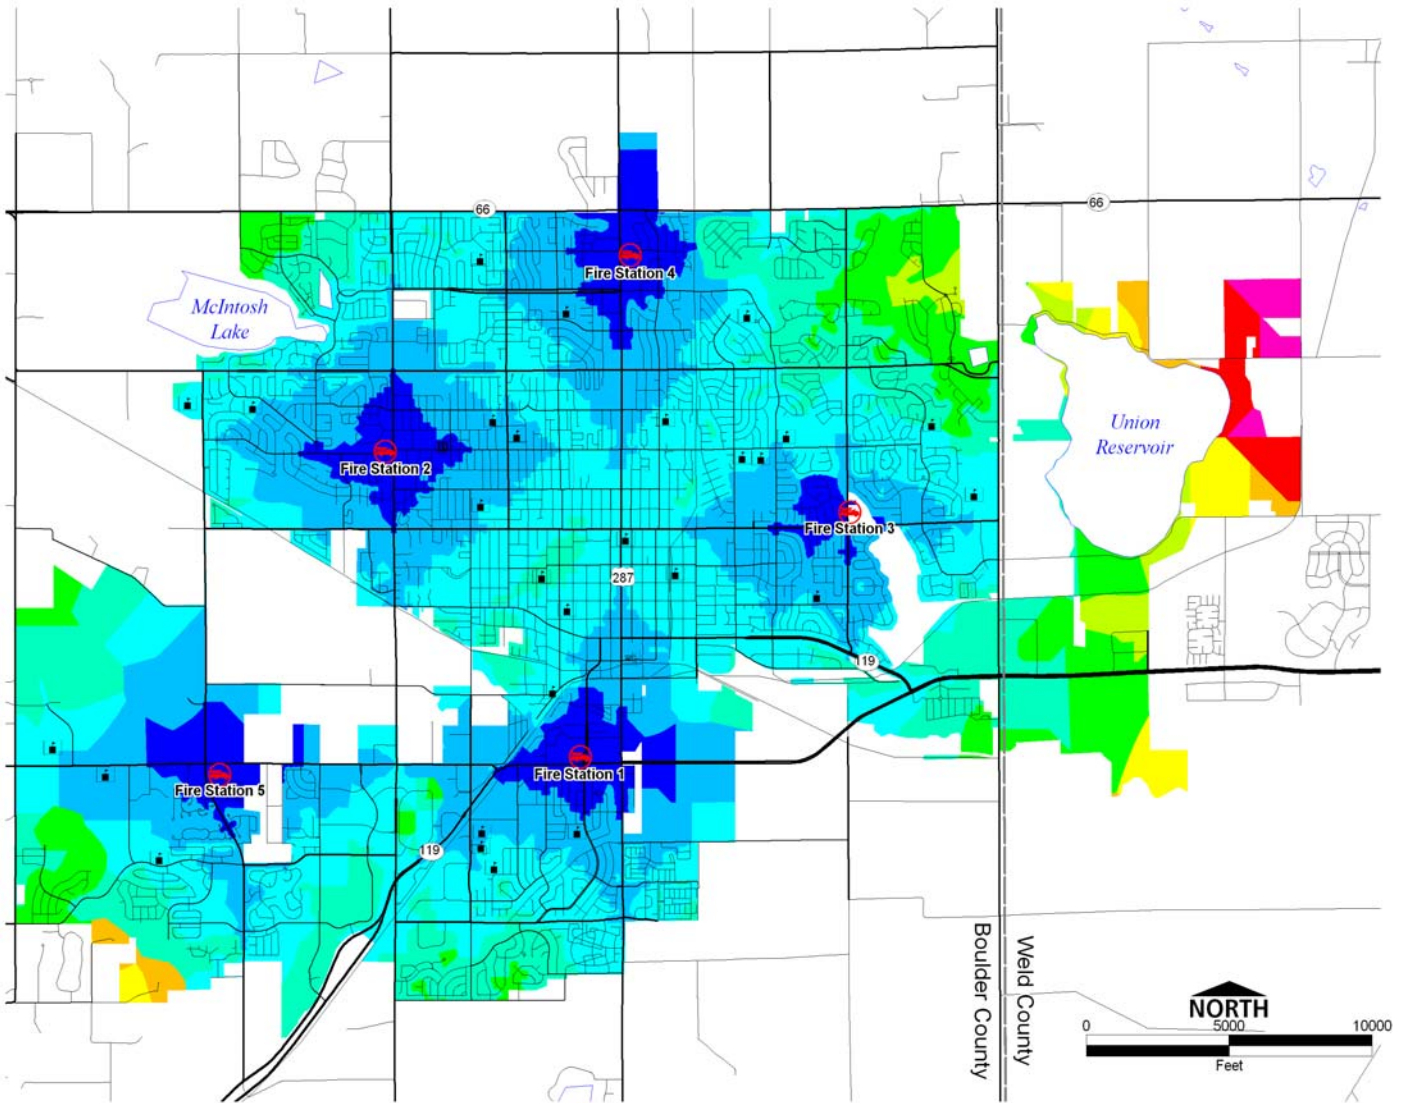 66
66
Fire Station 4
McIntosh
Lake
Union
Reservoir
Fire Station 2
Fire Station 3
287
119
Fire Station 1
Fire Station 5
119
Boulder County
Weld County
NORTH
0 5000 10000
Feet